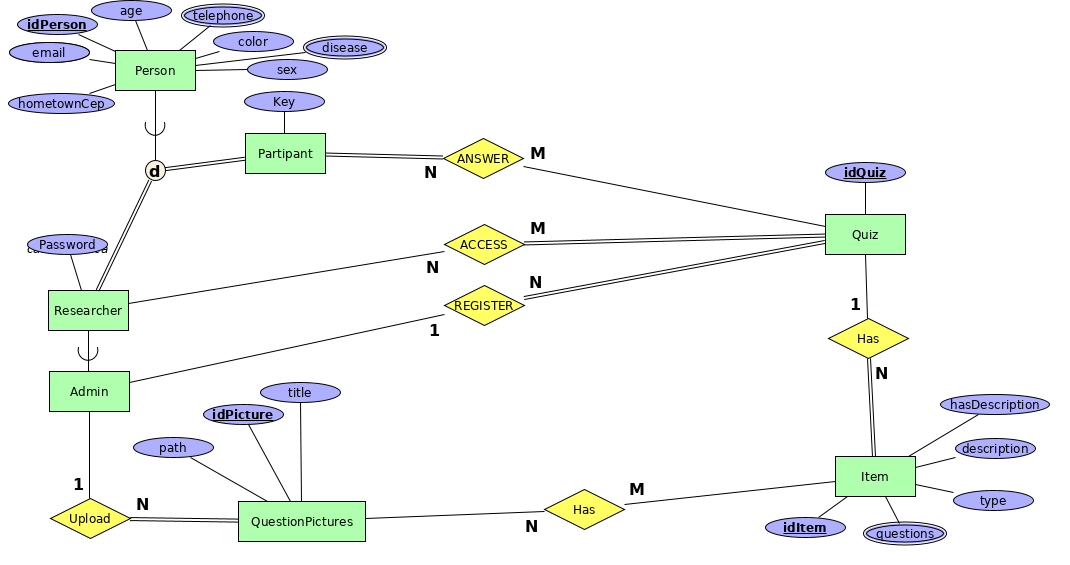 age
telephone
idPerson
color
disease
email
Person
sex
hometownCep
Key
Partipant
ANSWER
M
N
d
idQuiz
Quiz
Password
ACCESS
M
N
REGISTER
N
1
Researcher
1
Has
N
Admin
title
idPicture
path
hasDescription
description
type
Item
idItem
questions
1
Upload
N
QuestionPictures
Has
M
N